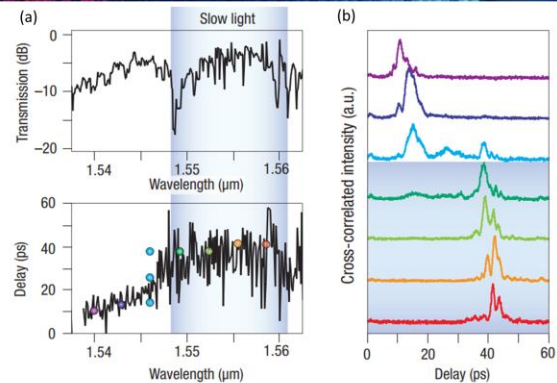 (a)
Slow light
Transmission (dB)
0
−10
−20
1.54
1.55
1.56
Wavelength (μm)
Delay (ps)
60
40
20
0
1.54
1.55
1.56
Wavelength (μm)
(b)
Cross-correlated intensity (a.u.)
0
20
40
60
Delay (ps)